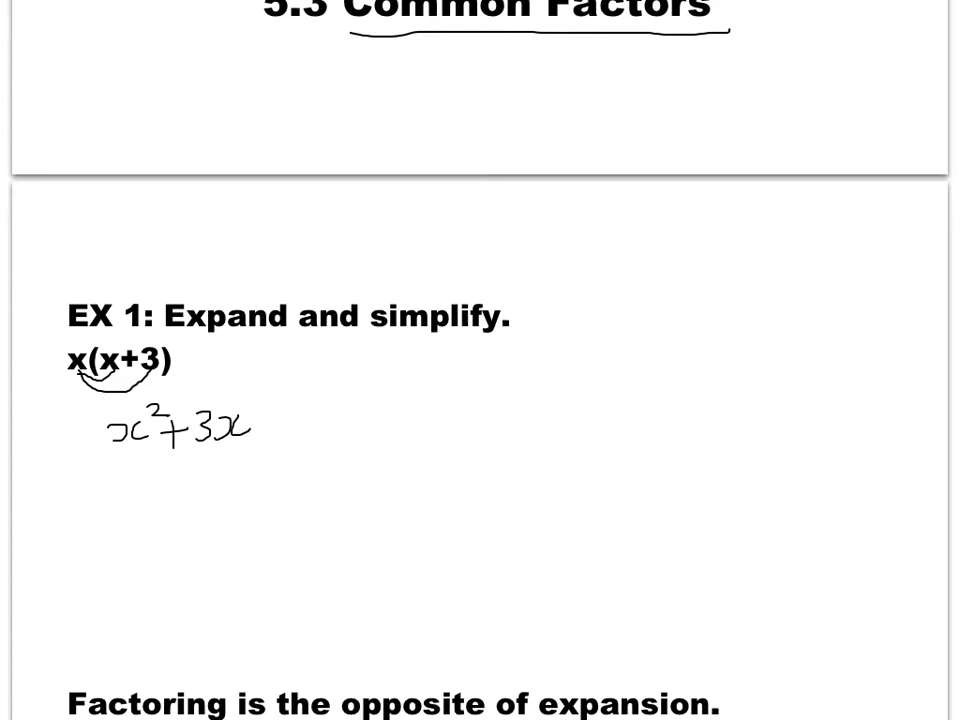 5.3 Common Factors
EX 1: Expand and simplify.
x(x+3)
x²+3x
Factoring is the opposite of expansion.